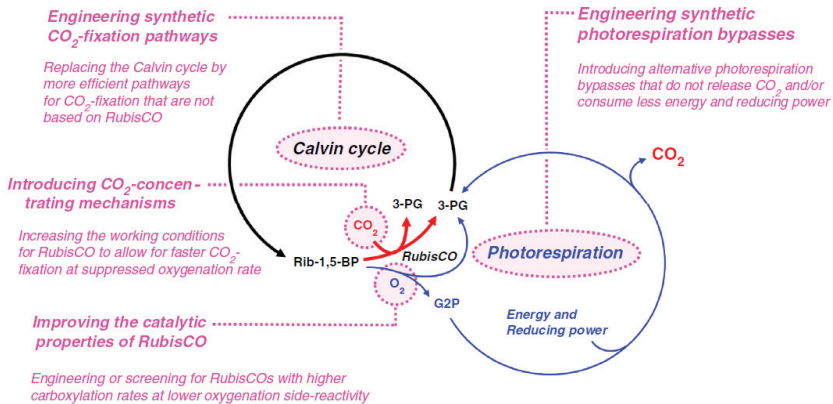 Engineering synthetic
CO2-fixation pathways
Replacing the Calvin cycle by
more efficient pathways
for CO2-fixation that are not
based on RubisCO
Engineering synthetic
photorespiration bypasses
Introducing alternative photorespiration
bypasses that do not release CO2 and/or
consume less energy and reducing power
Calvin cycle
CO2
Introducing CO2-concen-
trating mechanisms
Increasing the working conditions
for RubisCO to allow for faster CO2-
fixation at suppressed oxygenation rate
3-PG
3-PG
CO2
RubisCO
Rib-1,5-BP
O2
G2P
Photorespiration
Energy and
Reducing power
Improving the catalytic
properties of RubisCO
Engineering or screening for RubisCOs with higher
carboxylation rates at lower oxygenation side-reactivity